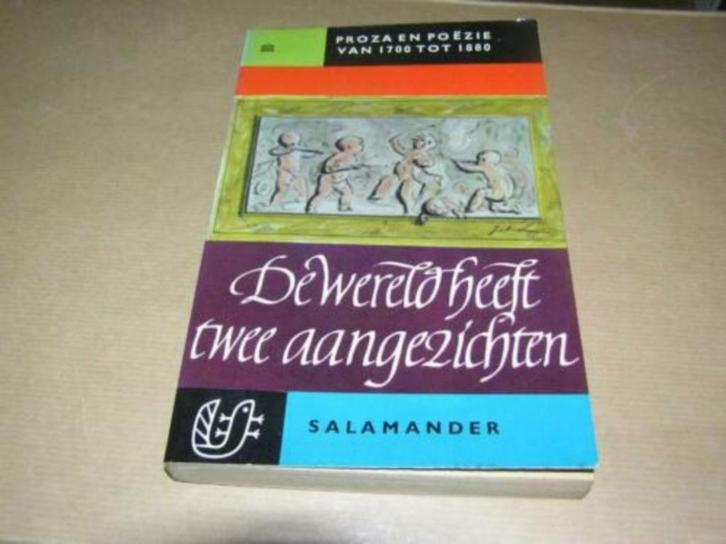 PROZA EN POËZIE
VAN 1700 TOT 1880
De wereld heeft
twee aangezichten
SALAMANDER